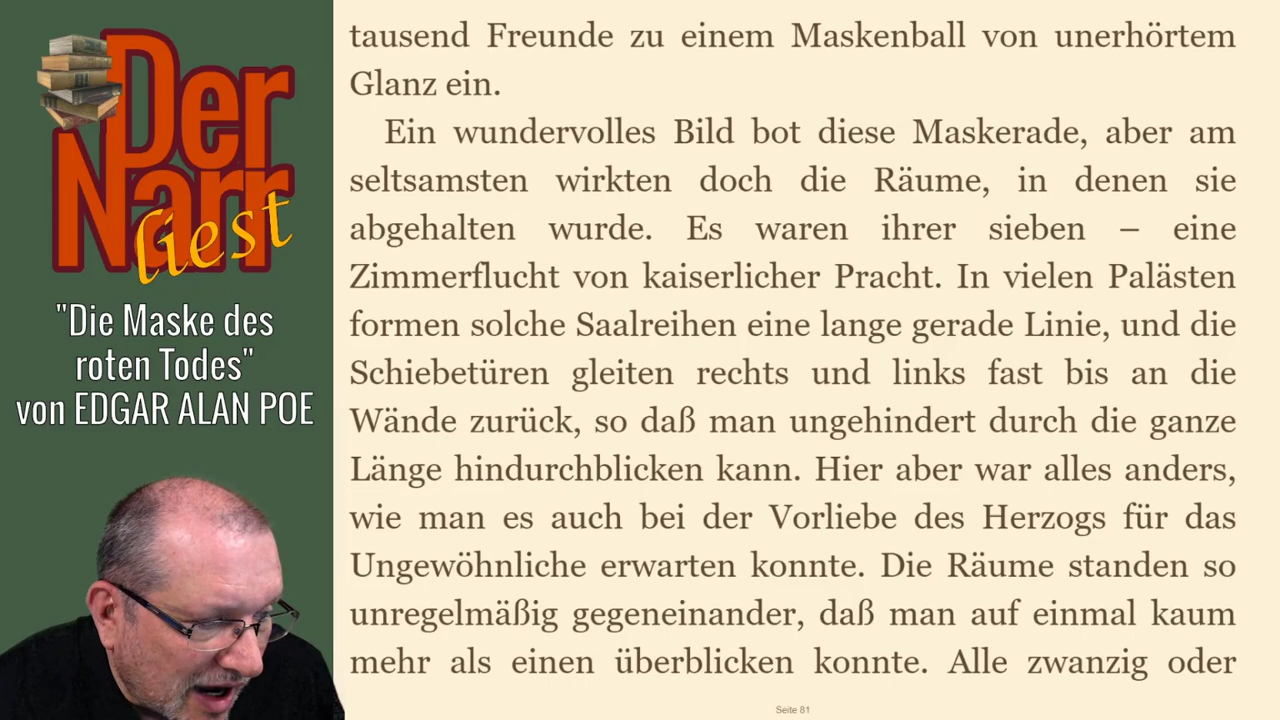 Der
Narr
liest
"Die Maske des
roten Todes"
von EDGAR ALAN POE
tausend Freunde zu einem Maskenball von unerhörtem
Glanz ein.
Ein wundervolles Bild bot diese Maskerade, aber am
seltsamsten wirkten doch die Räume, in denen sie
abgehalten wurde. Es waren ihrer sieben – eine
Zimmerflucht von kaiserlicher Pracht. In vielen Palästen
formen solche Saalreihen eine lange gerade Linie, und die
Schiebetüren gleiten rechts und links fast bis an die
Wände zurück, so daß man ungehindert durch die ganze
Länge hindurchblicken kann. Hier aber war alles anders,
wie man es auch bei der Vorliebe des Herzogs für das
Ungewöhnliche erwarten konnte. Die Räume standen so
unregelmäßig gegeneinander, daß man auf einmal kaum
mehr als einen überblicken konnte. Alle zwanzig oder
Seite 81